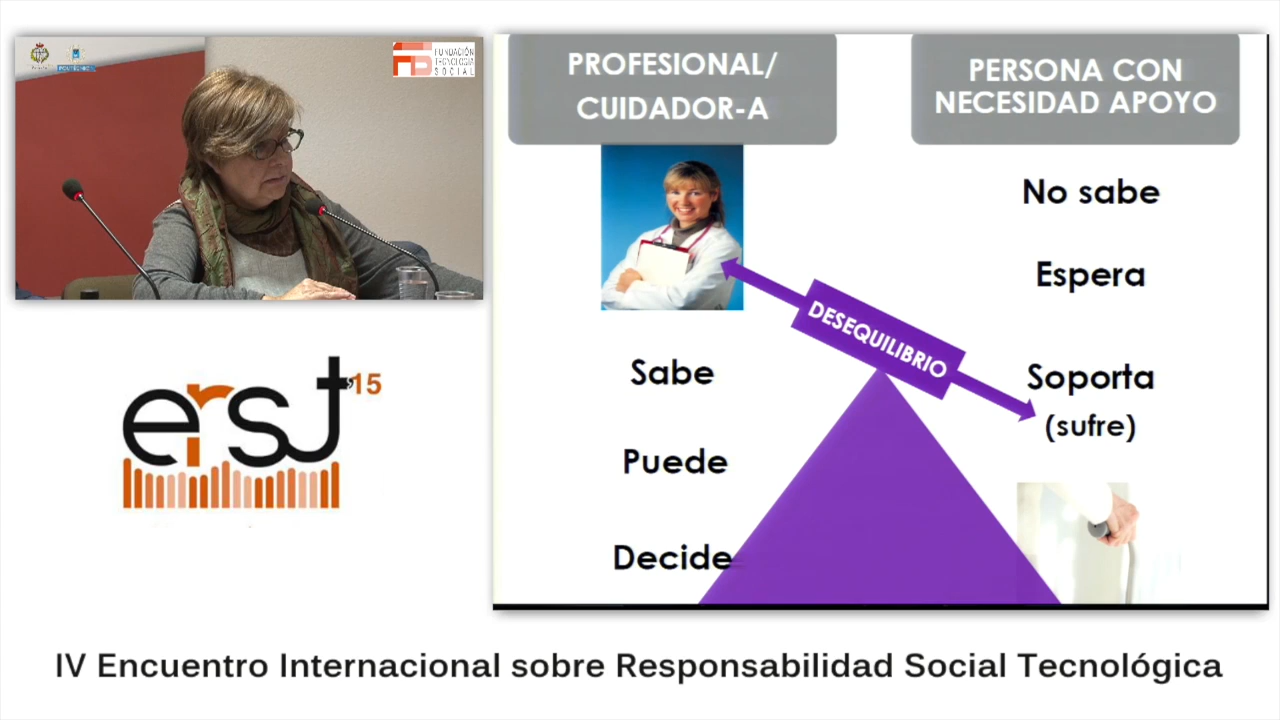 FUNDACIÓN
TECNOLOGÍA
SOCIAL
PROFESIONAL/
CUIDADOR-A
PERSONA CON
NECESIDAD APOYO
No sabe
Espera
DESEQUILIBRIO
Sabe
Soporta
(sufre)
Puede
Decide
erst'15
IV Encuentro Internacional sobre Responsabilidad Social Tecnológica